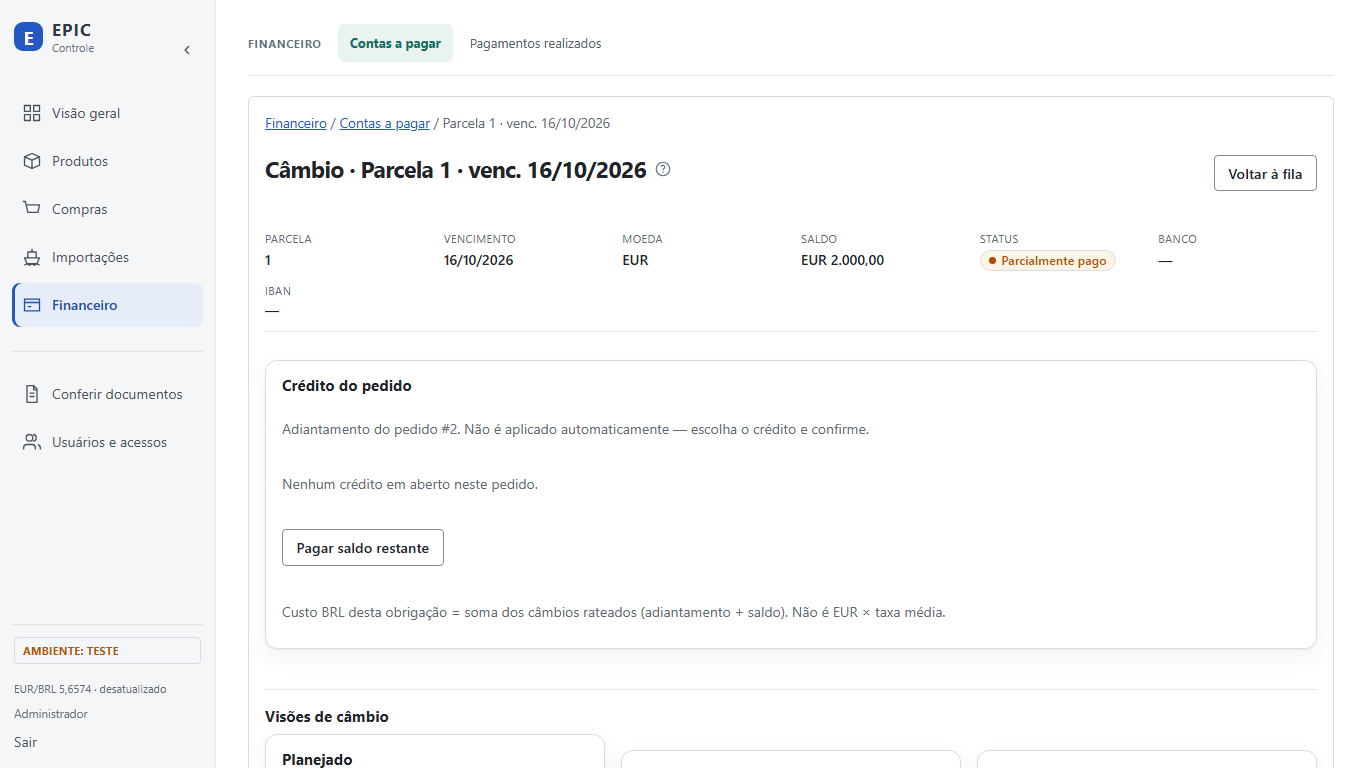 E
EPIC
Controle
‹
Visão geral
Produtos
Compras
Importações
Financeiro
Conferir documentos
Usuários e acessos
AMBIENTE: TESTE
EUR/BRL 5,6574 · desatualizado
Administrador
Sair
FINANCEIRO
Contas a pagar
Pagamentos realizados
Financeiro / Contas a pagar / Parcela 1 · venc. 16/10/2026
Câmbio · Parcela 1 · venc. 16/10/2026 ?
Voltar à fila
PARCELA
1
VENCIMENTO
16/10/2026
MOEDA
EUR
SALDO
EUR 2.000,00
STATUS
Parcialmente pago
BANCO
—
IBAN
—
Crédito do pedido
Adiantamento do pedido #2. Não é aplicado automaticamente — escolha o crédito e confirme.
Nenhum crédito em aberto neste pedido.
Pagar saldo restante
Custo BRL desta obrigação = soma dos câmbios rateados (adiantamento + saldo). Não é EUR × taxa média.
Visões de câmbio
Planejado